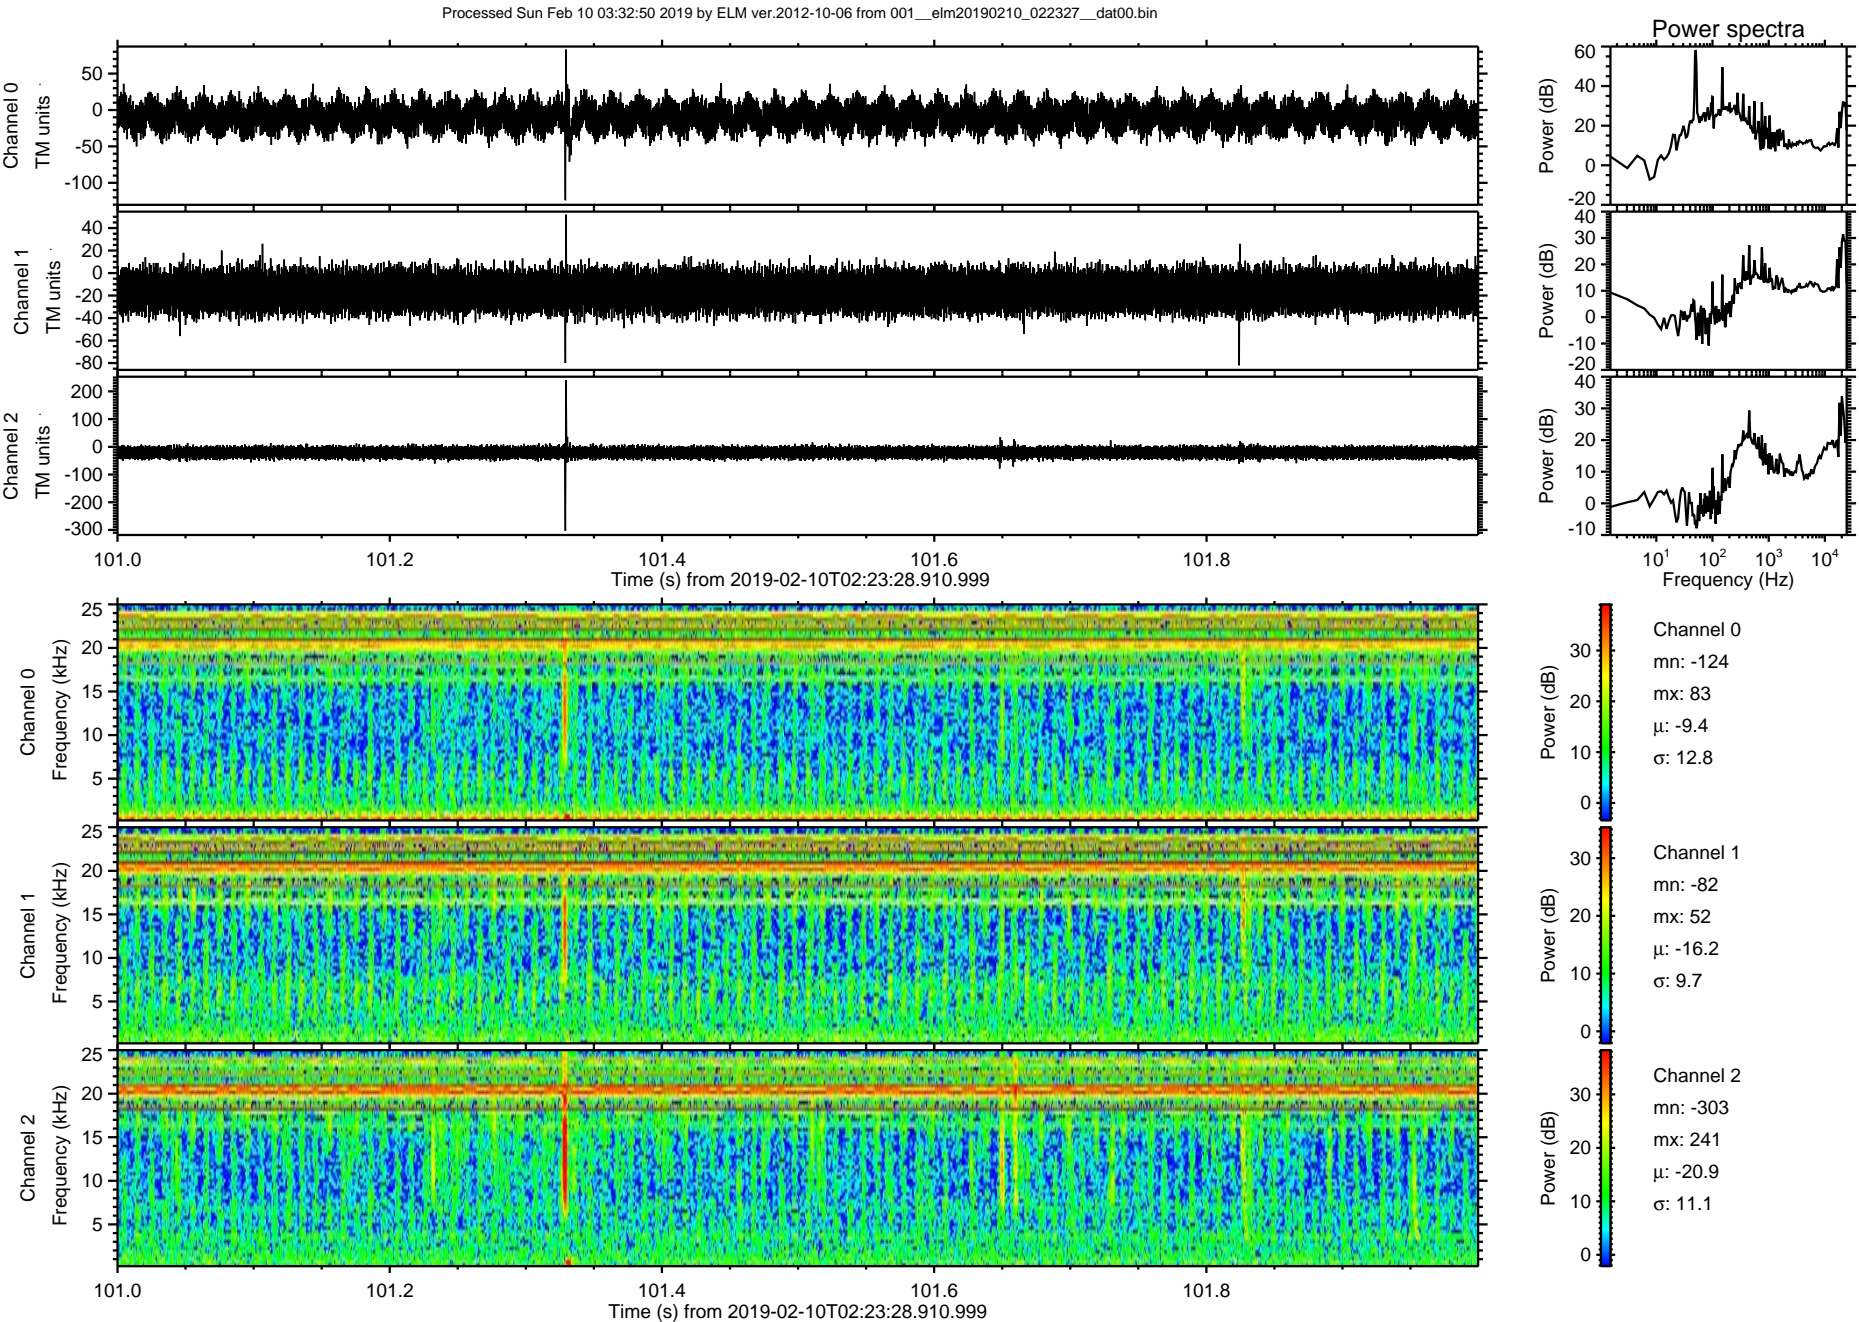 Processed Sun Feb 10 03:32:50 2019 by ELM ver.2012-10-06 from 001__elm20190210_022327__dat00.bin
Power spectra
Channel 0
TM units
50
0
-50
-100
Power (dB)
60
40
20
0
-20
Channel 1
TM units
40
20
0
-20
-40
-60
-80
Power (dB)
40
30
20
10
0
-10
-20
Channel 2
TM units
200
100
0
-100
-200
-300
Power (dB)
40
30
20
10
0
-10
101.0 101.2 101.4 101.6 101.8
Time (s) from 2019-02-10T02:23:28.910.999
10^1 10^2 10^3 10^4
Frequency (Hz)
Channel 0
Frequency (kHz)
25
20
15
10
5
Power (dB)
30
20
10
0
Channel 0
mn: -124
mx: 83
μ: -9.4
σ: 12.8
Channel 1
Frequency (kHz)
25
20
15
10
5
Power (dB)
30
20
10
0
Channel 1
mn: -82
mx: 52
μ: -16.2
σ: 9.7
Channel 2
Frequency (kHz)
25
20
15
10
5
Power (dB)
30
20
10
0
Channel 2
mn: -303
mx: 241
μ: -20.9
σ: 11.1
101.0 101.2 101.4 101.6 101.8
Time (s) from 2019-02-10T02:23:28.910.999